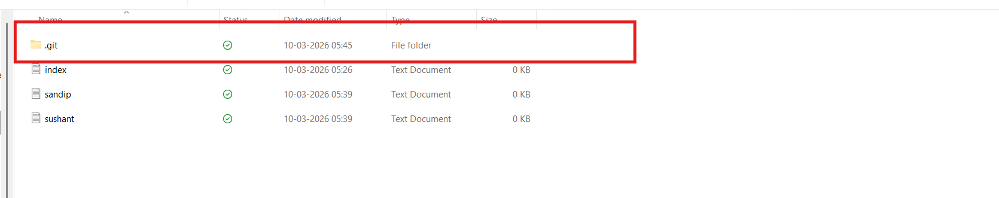 Name Status Date modified Type Size
.git 10-03-2026 05:45 File folder
index 10-03-2026 05:26 Text Document 0 KB
sandip 10-03-2026 05:39 Text Document 0 KB
sushant 10-03-2026 05:39 Text Document 0 KB